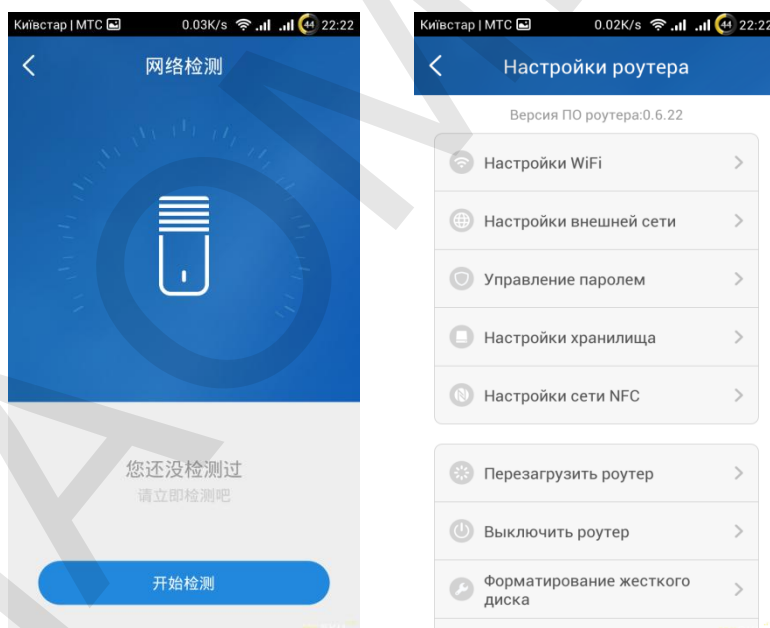 Київстар | МТС 0.03K/s 44 22:22
网络检测
您还没检测过
请立即检测吧
开始检测
Київстар | МТС 0.02K/s 44 22:22
Настройки роутера
Версия ПО роутера:0.6.22
Настройки WiFi
Настройки внешней сети
Управление паролем
Настройки хранилища
Настройки сети NFC
Перезагрузить роутер
Выключить роутер
Форматирование жесткого
диска